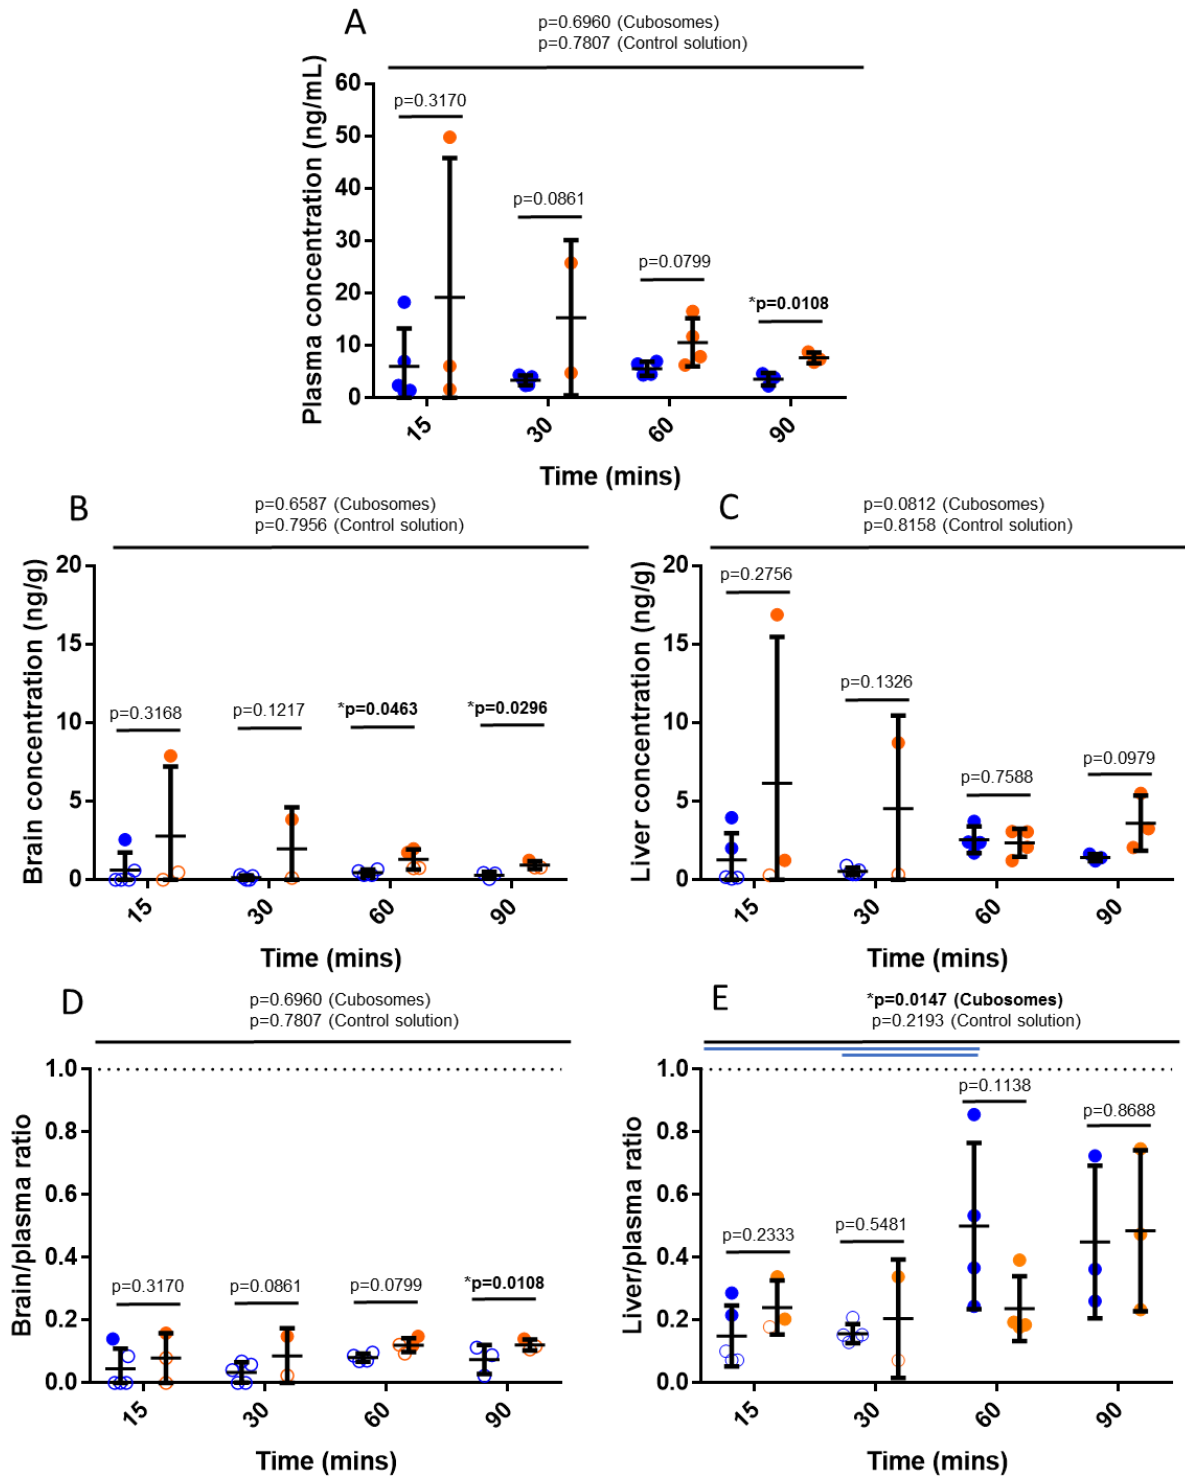 A
p=0.6960 (Cubosomes)
p=0.7807 (Control solution)
Plasma concentration (ng/mL)
60
50
40
30
20
10
0
p=0.3170
p=0.0861
p=0.0799
*p=0.0108
15
30
60
90
Time (mins)
B
p=0.6587 (Cubosomes)
p=0.7956 (Control solution)
Brain concentration (ng/g)
20
15
10
5
0
p=0.3168
p=0.1217
*p=0.0463
*p=0.0296
15
30
60
90
Time (mins)
C
p=0.0812 (Cubosomes)
p=0.8158 (Control solution)
Liver concentration (ng/g)
20
15
10
5
0
p=0.2756
p=0.1326
p=0.7588
p=0.0979
15
30
60
90
Time (mins)
D
p=0.6960 (Cubosomes)
p=0.7807 (Control solution)
Brain/plasma ratio
1.0
0.8
0.6
0.4
0.2
0.0
p=0.3170
p=0.0861
p=0.0799
*p=0.0108
15
30
60
90
Time (mins)
E
*p=0.0147 (Cubosomes)
p=0.2193 (Control solution)
Liver/plasma ratio
1.0
0.8
0.6
0.4
0.2
0.0
p=0.2333
p=0.5481
p=0.1138
p=0.8688
15
30
60
90
Time (mins)